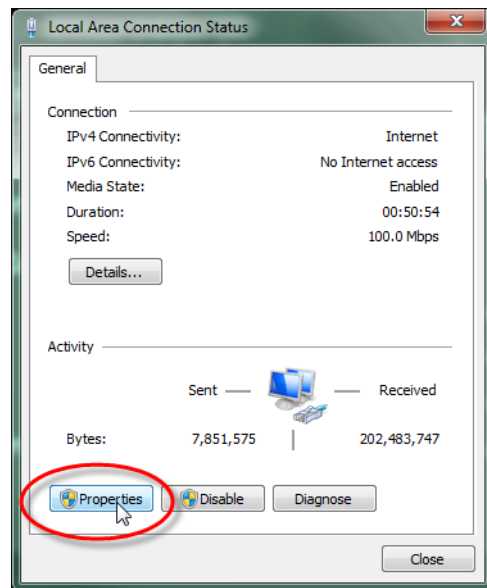 Local Area Connection Status
General
Connection
IPv4 Connectivity: Internet
IPv6 Connectivity: No Internet access
Media State: Enabled
Duration: 00:50:54
Speed: 100.0 Mbps
Details...
Activity
Sent Received
Bytes: 7,851,575 202,483,747
Properties Disable Diagnose
Close